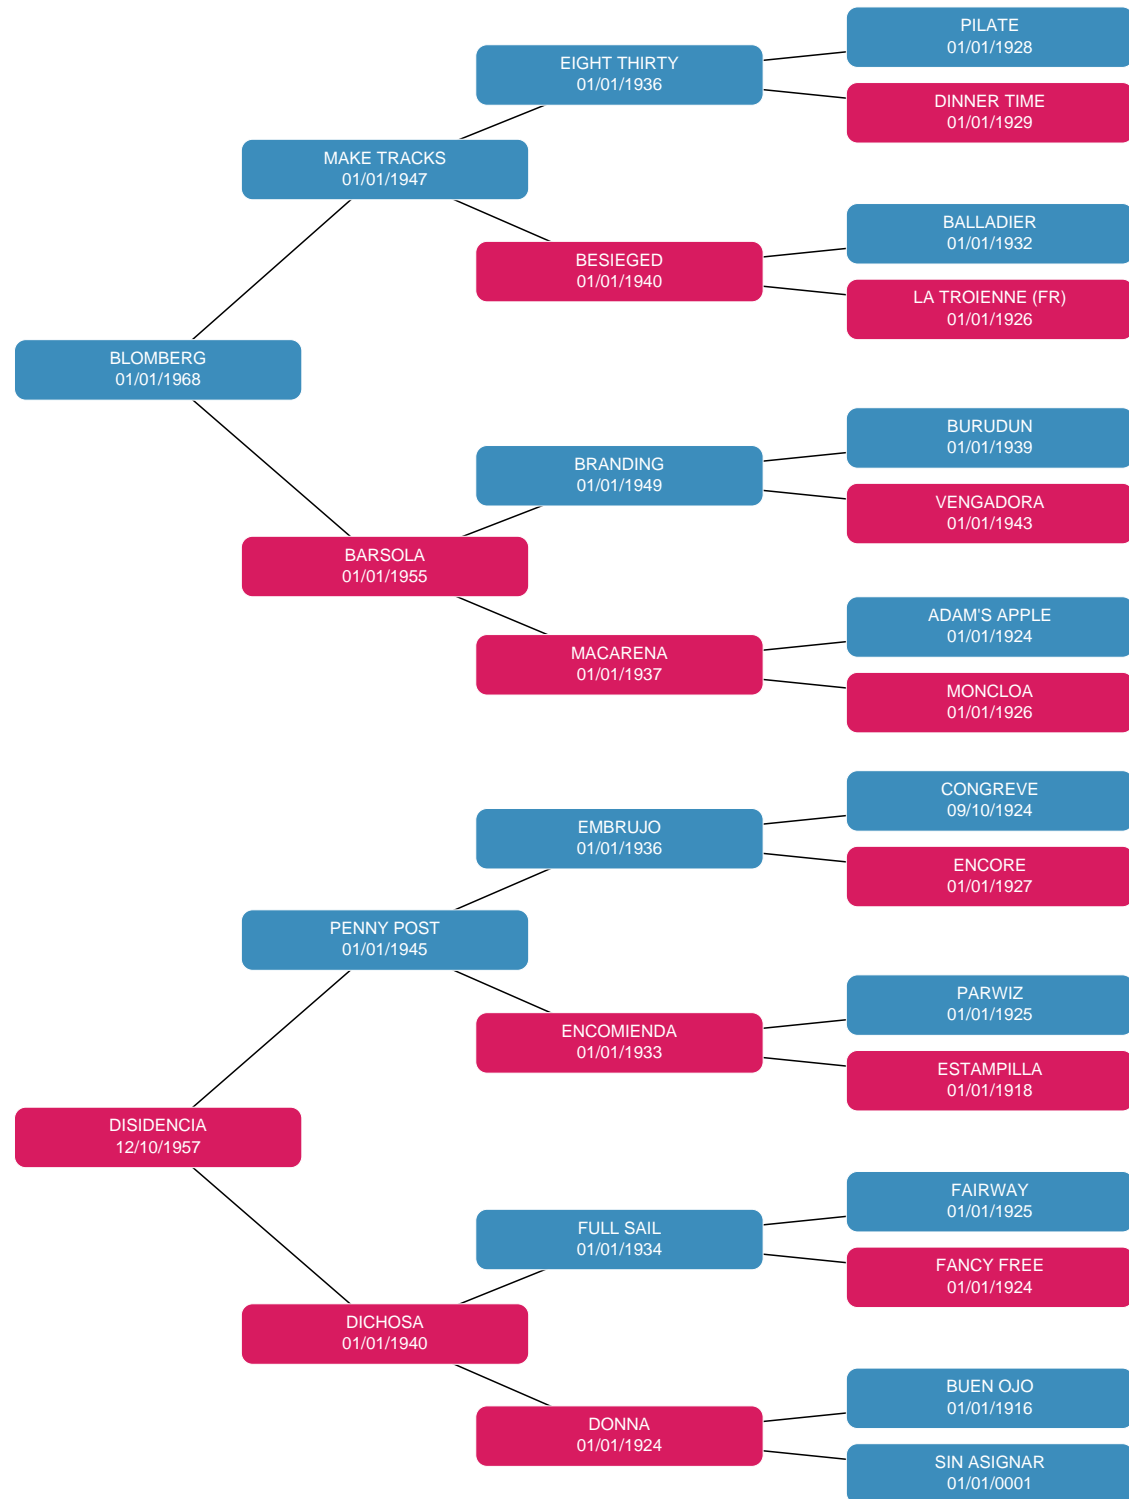 PILATE
01/01/1928
EIGHT THIRTY
01/01/1936
DINNER TIME
01/01/1929
MAKE TRACKS
01/01/1947
BALLADIER
01/01/1932
BESIEGED
01/01/1940
LA TROIENNE (FR)
01/01/1926
BLOMBERG
01/01/1968
BURUDUN
01/01/1939
BRANDING
01/01/1949
VENGADORA
01/01/1943
BARSOLA
01/01/1955
ADAM'S APPLE
01/01/1924
MACARENA
01/01/1937
MONCLOA
01/01/1926
CONGREVE
09/10/1924
EMBRUJO
01/01/1936
ENCORE
01/01/1927
PENNY POST
01/01/1945
PARWIZ
01/01/1925
ENCOMIENDA
01/01/1933
ESTAMPILLA
01/01/1918
DISIDENCIA
12/10/1957
FAIRWAY
01/01/1925
FULL SAIL
01/01/1934
FANCY FREE
01/01/1924
DICHOSA
01/01/1940
BUEN OJO
01/01/1916
DONNA
01/01/1924
SIN ASIGNAR
01/01/0001